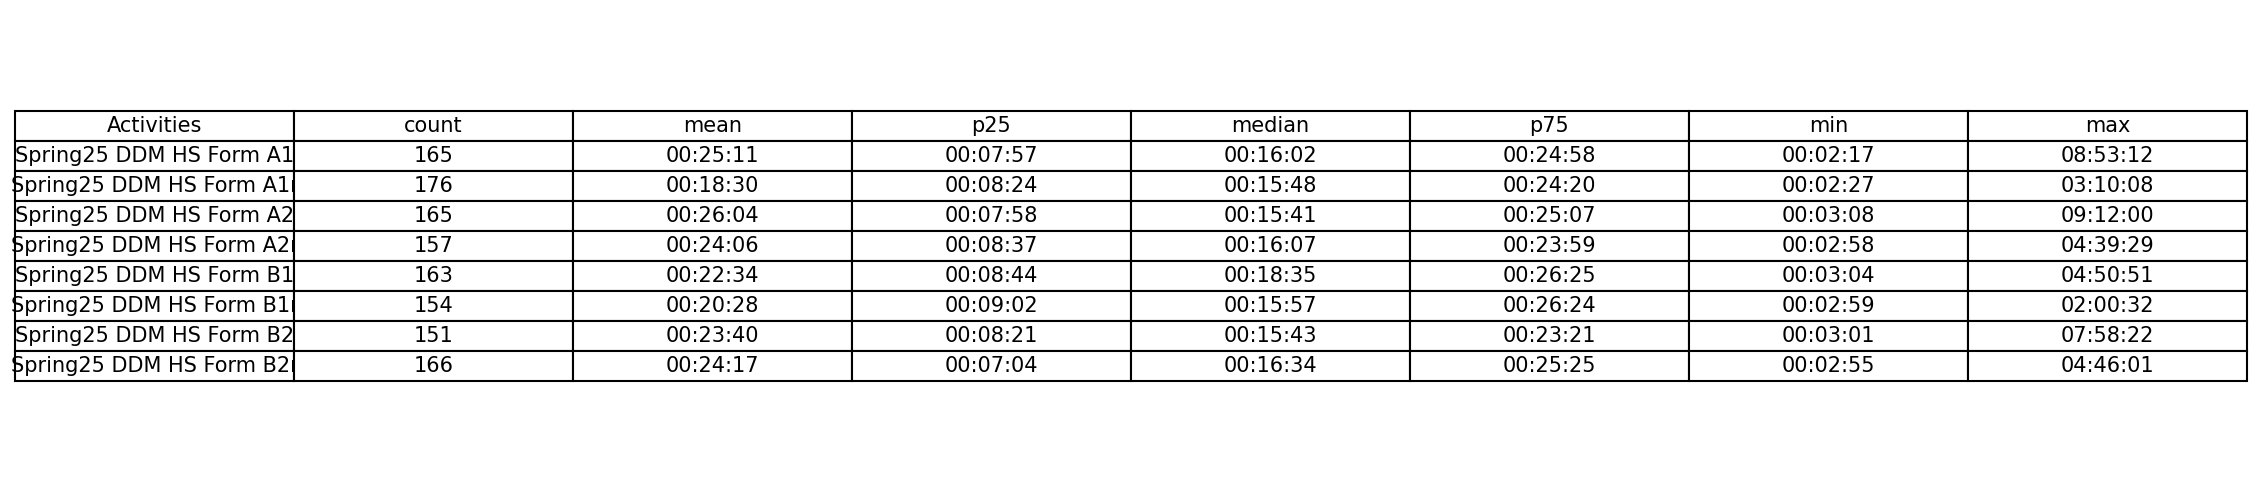 Activities count mean p25 median p75 min max
Spring25 DDM HS Form A1 165 00:25:11 00:07:57 00:16:02 00:24:58 00:02:17 08:53:12
Spring25 DDM HS Form A1r 176 00:18:30 00:08:24 00:15:48 00:24:20 00:02:27 03:10:08
Spring25 DDM HS Form A2 165 00:26:04 00:07:58 00:15:41 00:25:07 00:03:08 09:12:00
Spring25 DDM HS Form A2r 157 00:24:06 00:08:37 00:16:07 00:23:59 00:02:58 04:39:29
Spring25 DDM HS Form B1 163 00:22:34 00:08:44 00:18:35 00:26:25 00:03:04 04:50:51
Spring25 DDM HS Form B1r 154 00:20:28 00:09:02 00:15:57 00:26:24 00:02:59 02:00:32
Spring25 DDM HS Form B2 151 00:23:40 00:08:21 00:15:43 00:23:21 00:03:01 07:58:22
Spring25 DDM HS Form B2r 166 00:24:17 00:07:04 00:16:34 00:25:25 00:02:55 04:46:01